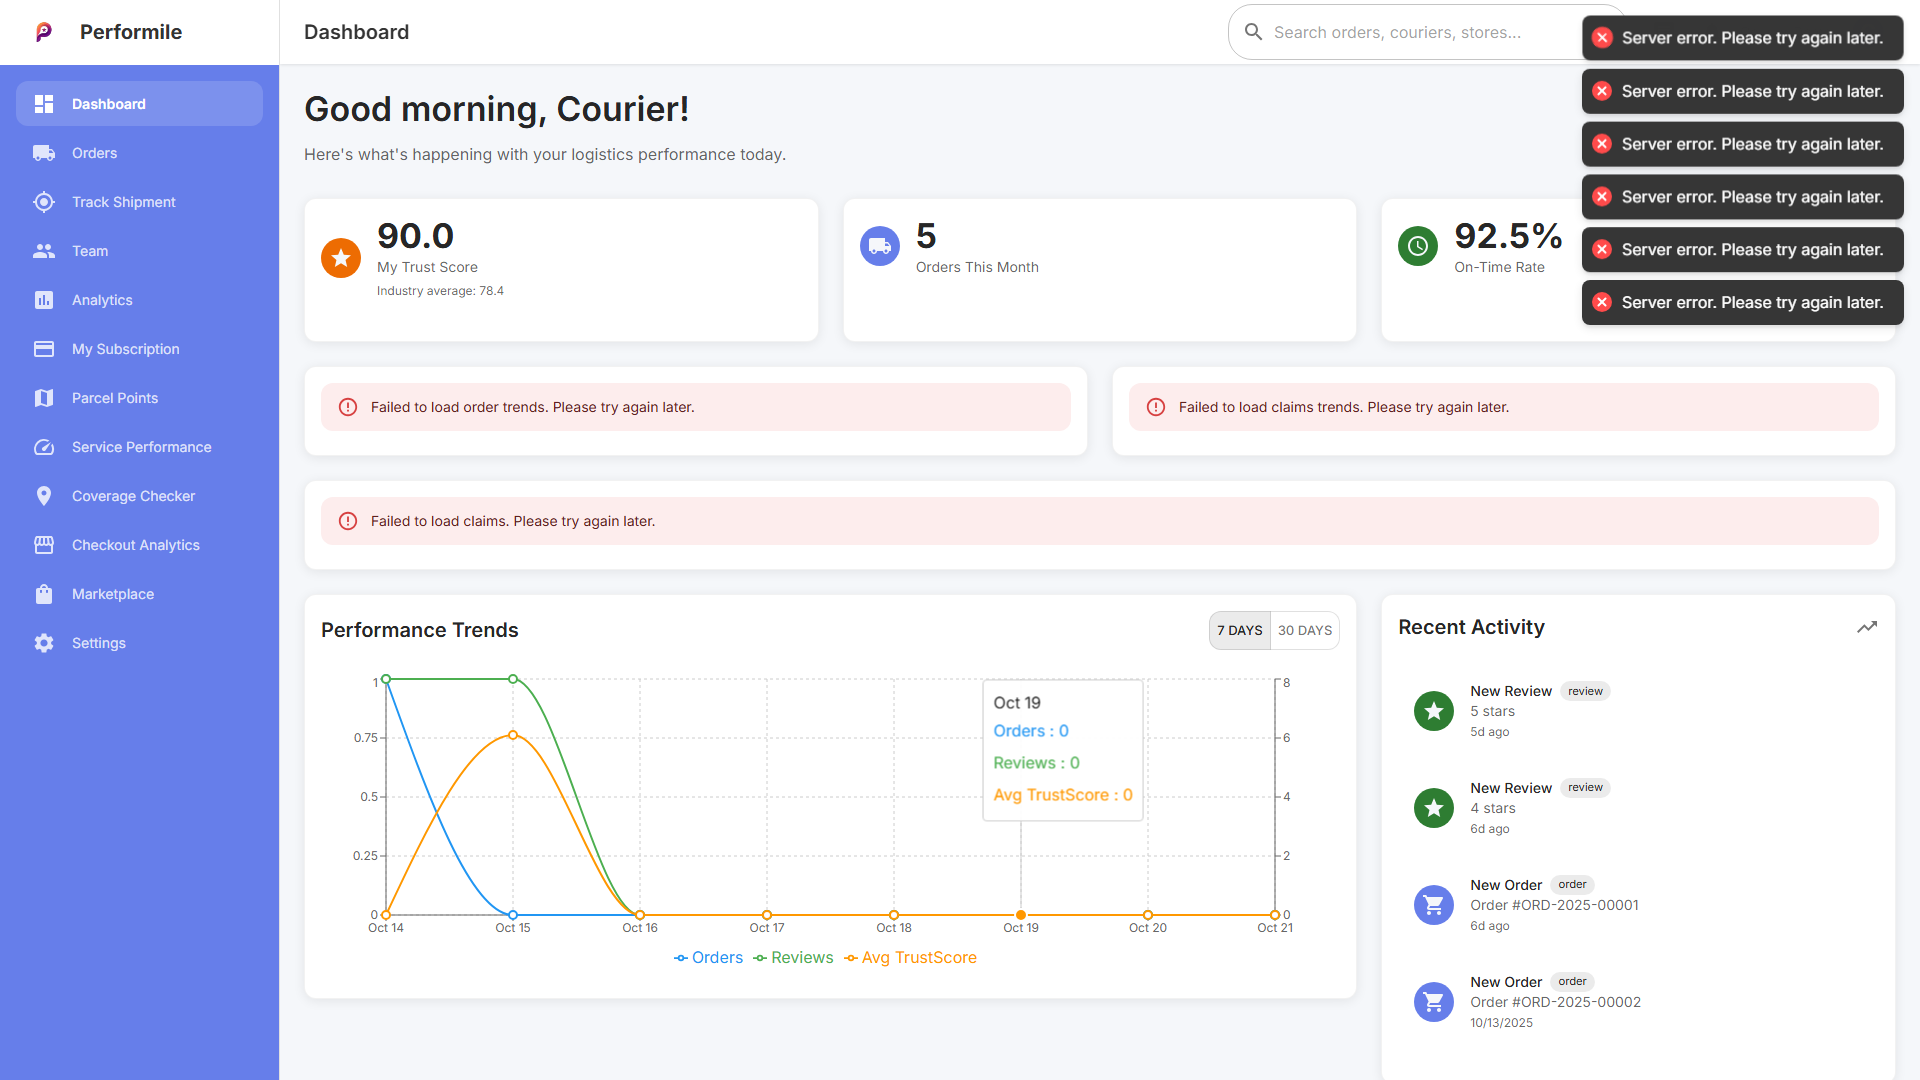 Performile
Dashboard
Search orders, couriers, stores...
Server error. Please try again later.
Server error. Please try again later.
Server error. Please try again later.
Server error. Please try again later.
Server error. Please try again later.
Server error. Please try again later.
Dashboard
Orders
Track Shipment
Team
Analytics
My Subscription
Parcel Points
Service Performance
Coverage Checker
Checkout Analytics
Marketplace
Settings
Good morning, Courier!
Here's what's happening with your logistics performance today.
90.0
My Trust Score
Industry average: 78.4
5
Orders This Month
92.5%
On-Time Rate
Failed to load order trends. Please try again later.
Failed to load claims trends. Please try again later.
Failed to load claims. Please try again later.
Performance Trends
7 DAYS
30 DAYS
1
0.75
0.5
0.25
0
8
6
4
2
0
Oct 19
Orders : 0
Reviews : 0
Avg TrustScore : 0
Oct 14
Oct 15
Oct 16
Oct 17
Oct 18
Oct 19
Oct 20
Oct 21
Orders
Reviews
Avg TrustScore
Recent Activity
New Review review
5 stars
5d ago
New Review review
4 stars
6d ago
New Order order
Order #ORD-2025-00001
6d ago
New Order order
Order #ORD-2025-00002
10/13/2025